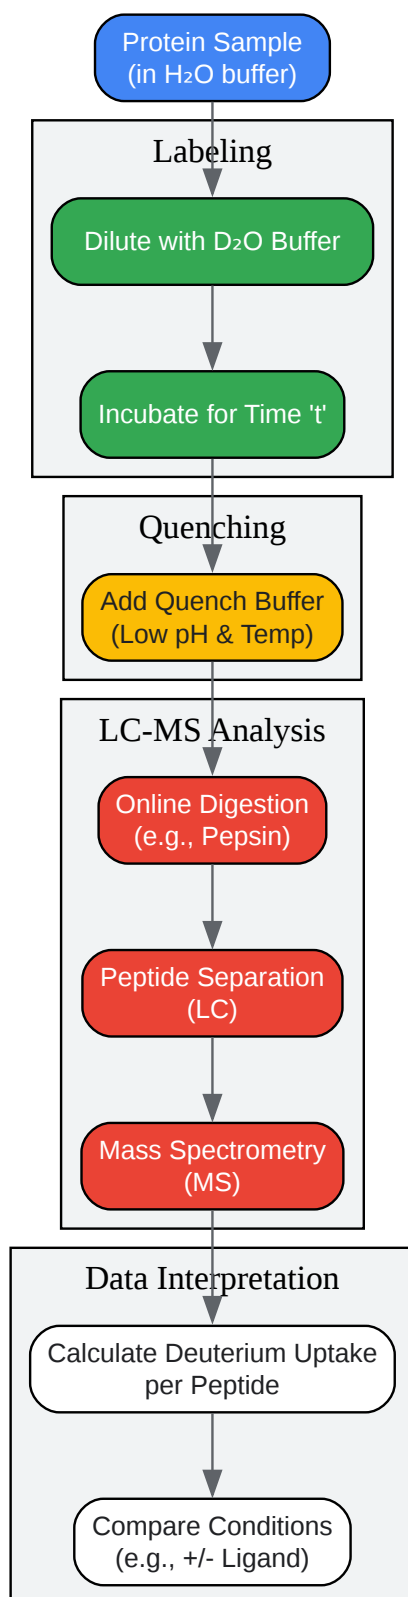 Protein Sample
(in H₂O buffer)
Labeling
Dilute with D₂O Buffer
Incubate for Time 't'
Quenching
Add Quench Buffer
(Low pH & Temp)
LC-MS Analysis
Online Digestion
(e.g., Pepsin)
Peptide Separation
(LC)
Mass Spectrometry
(MS)
Data Interpretation
Calculate Deuterium Uptake
per Peptide
Compare Conditions
(e.g., +/- Ligand)